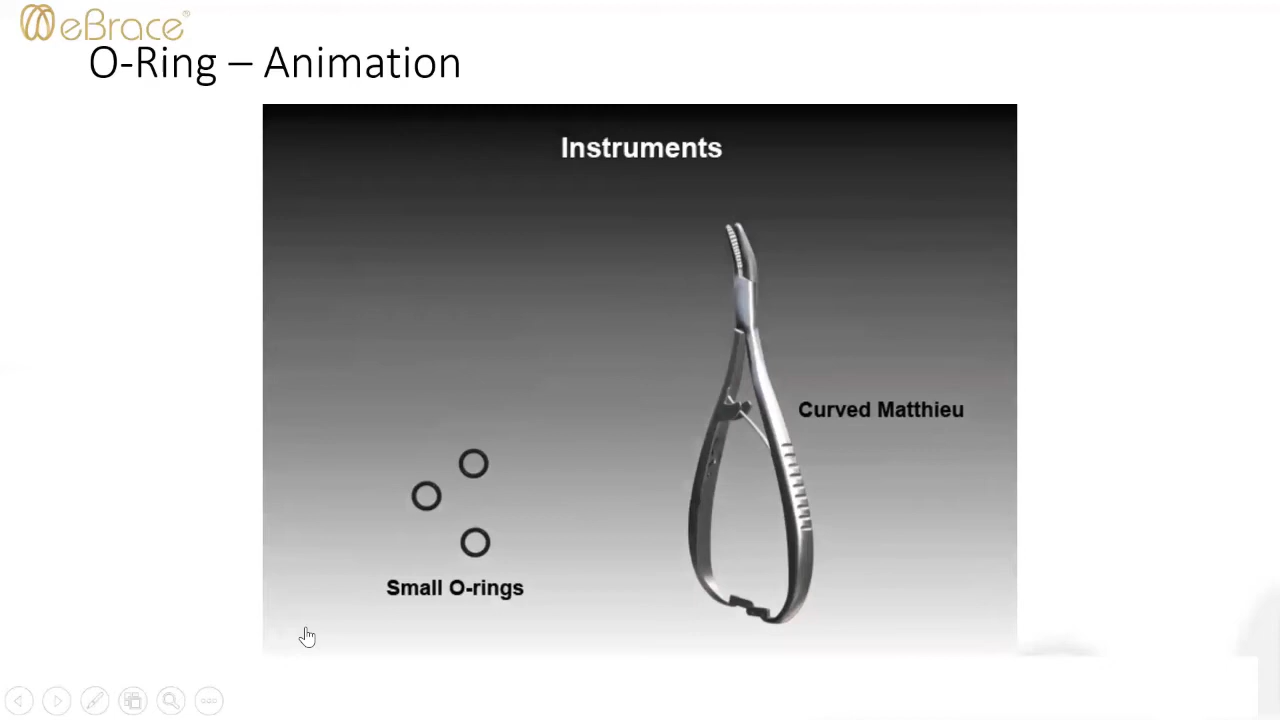 eBrace®
O-Ring – Animation
Instruments
Curved Matthieu
Small O-rings